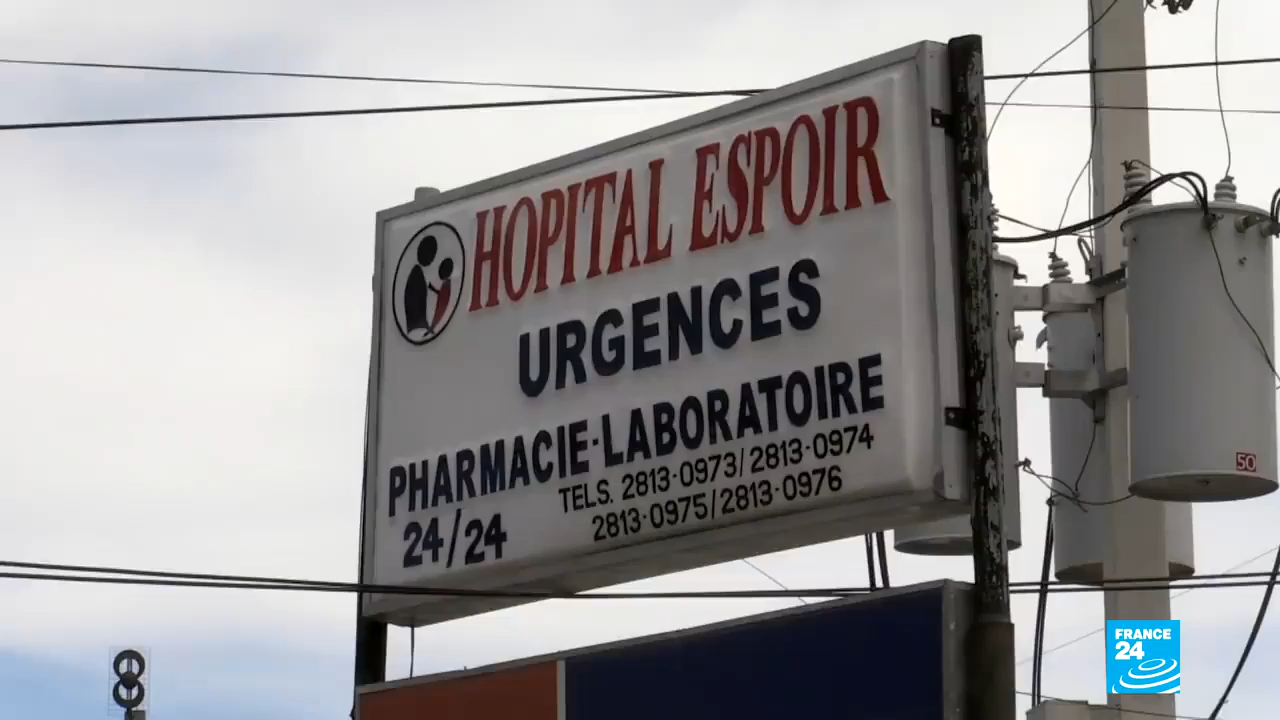 HOPITAL ESPOIR
URGENCES
PHARMACIE·LABORATOIRE
24/24
TELS. 2813·0973/2813·0974
2813·0975/2813·0976
50
FRANCE
24